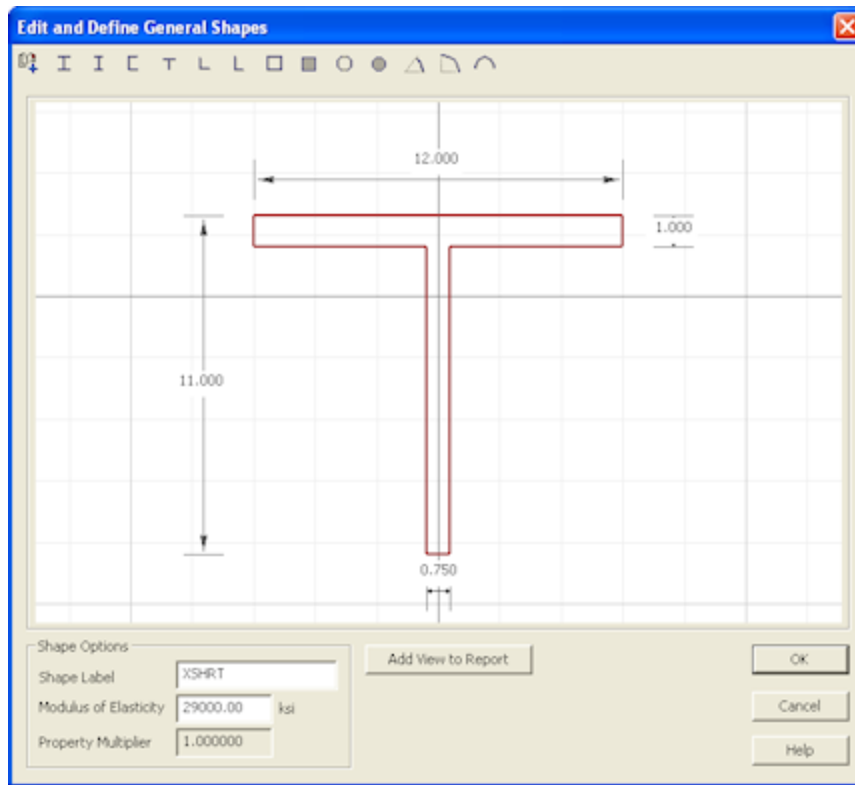 Edit and Define General Shapes
12.000
1.000
11.000
0.750
Shape Options
Shape Label XSHRT
Modulus of Elasticity 29000.00 ksi
Property Multiplier 1.000000
Add View to Report
OK
Cancel
Help